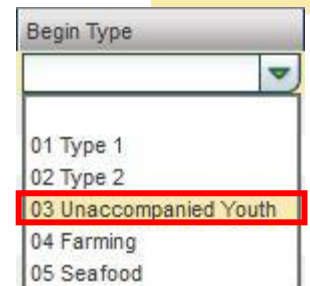 Begin Type
01 Type 1
02 Type 2
03 Unaccompanied Youth
04 Farming
05 Seafood